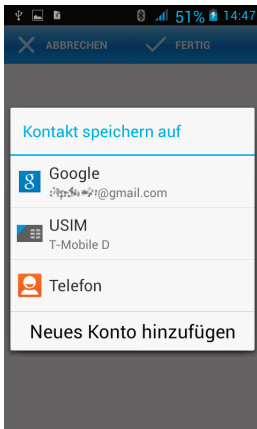 51% 14:47
ABBRECHEN FERTIG
Kontakt speichern auf
Google
@gmail.com
USIM
T-Mobile D
Telefon
Neues Konto hinzufügen